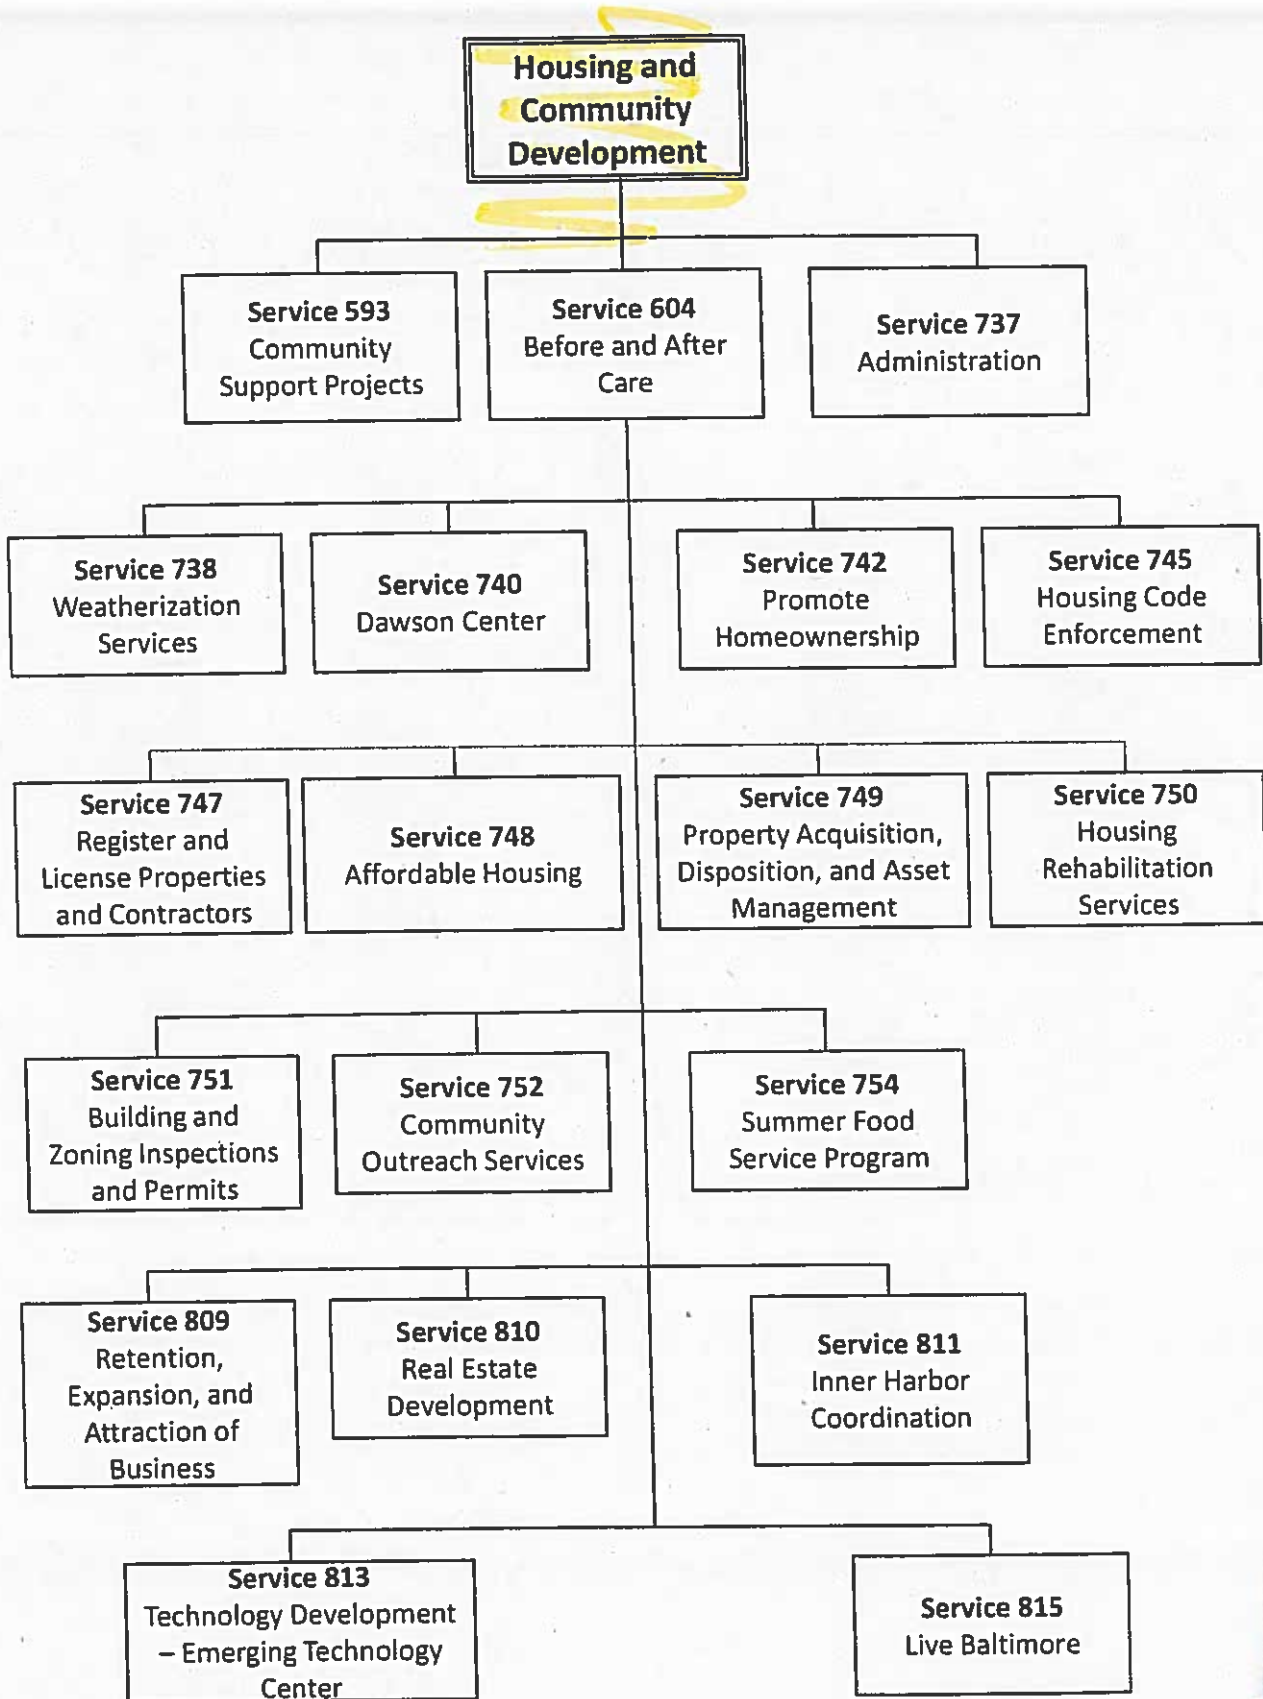 Housing and
Community
Development
Service 593
Community
Support Projects
Service 604
Before and After
Care
Service 737
Administration
Service 738
Weatherization
Services
Service 740
Dawson Center
Service 742
Promote
Homeownership
Service 745
Housing Code
Enforcement
Service 747
Register and
License Properties
and Contractors
Service 748
Affordable Housing
Service 749
Property Acquisition,
Disposition, and Asset
Management
Service 750
Housing
Rehabilitation
Services
Service 751
Building and
Zoning Inspections
and Permits
Service 752
Community
Outreach Services
Service 754
Summer Food
Service Program
Service 809
Retention,
Expansion, and
Attraction of
Business
Service 810
Real Estate
Development
Service 811
Inner Harbor
Coordination
Service 813
Technology Development
– Emerging Technology
Center
Service 815
Live Baltimore